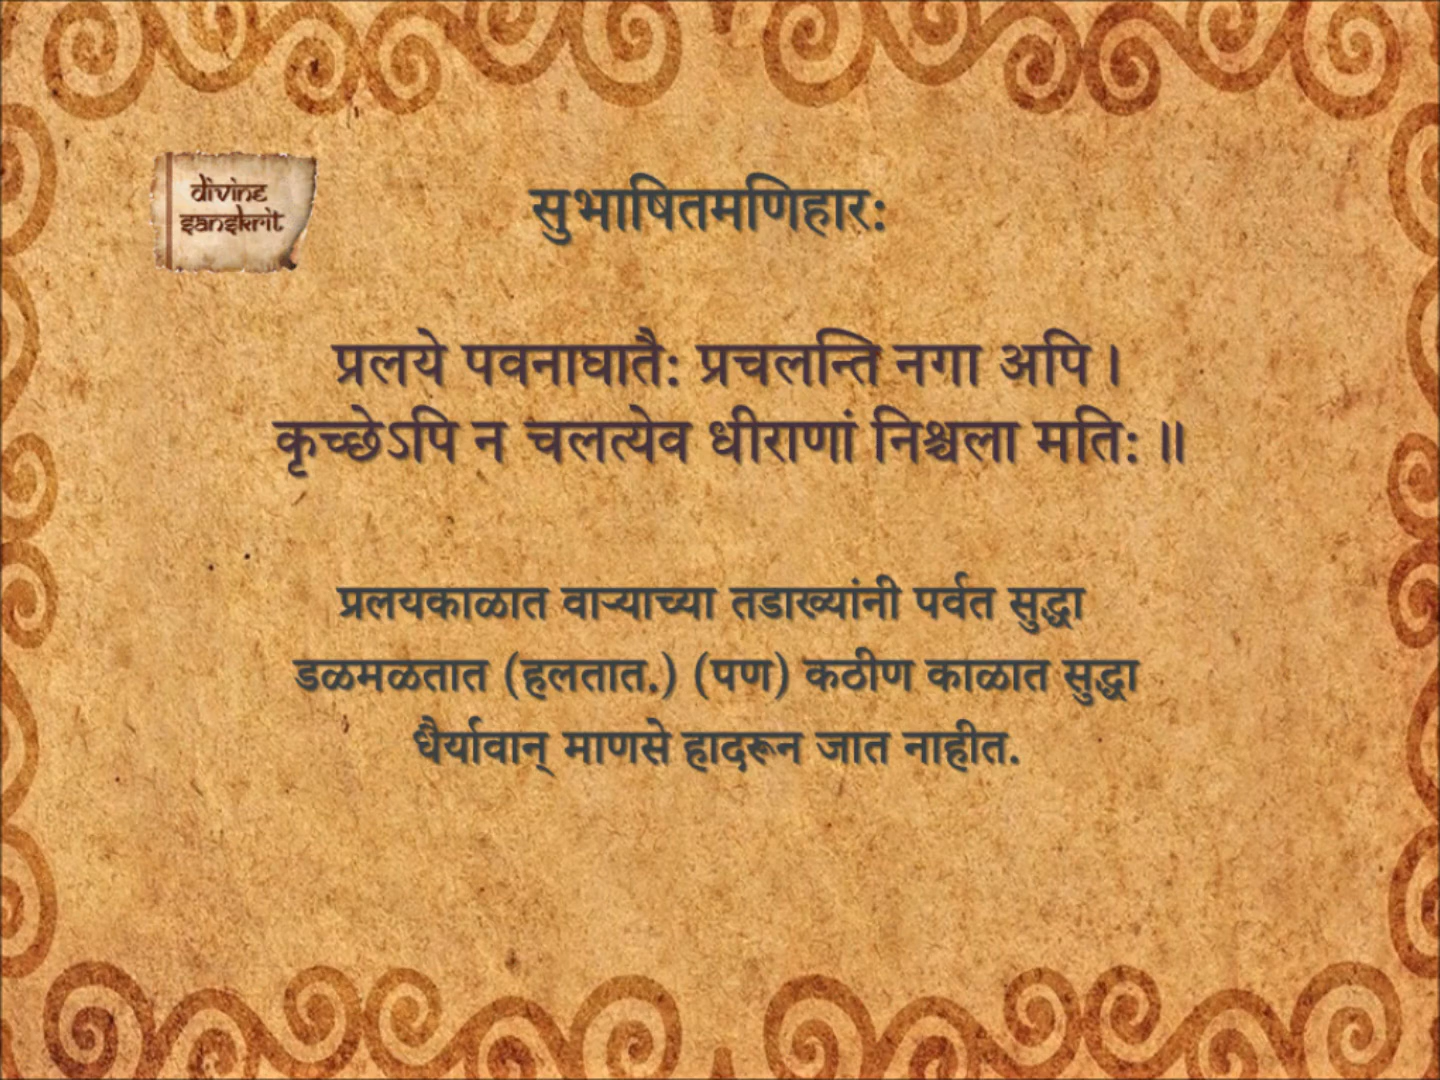 divine
sanskrit
सुभाषितमणिहार:
प्रलये पवनाघातै: प्रचलन्ति नगा अपि ।
कृच्छेऽपि न चलत्येव धीराणां निश्चला मति: ॥
प्रलयकाळात वाऱ्याच्या तडाख्यांनी पर्वत सुद्धा
डळमळतात (हलतात.) (पण) कठीण काळात सुद्धा
धैर्यावान् माणसे हादरून जात नाहीत.